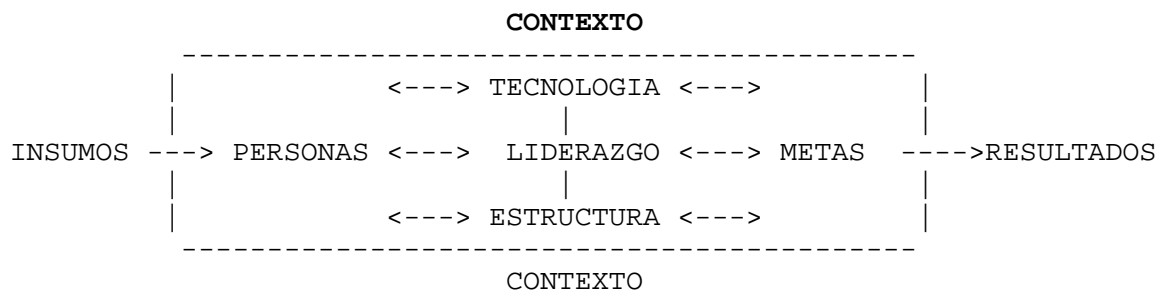 CONTEXTO
<---> TECNOLOGIA <--->
INSUMOS ---> PERSONAS <---> LIDERAZGO <---> METAS ---->RESULTADOS
<---> ESTRUCTURA <--->
CONTEXTO